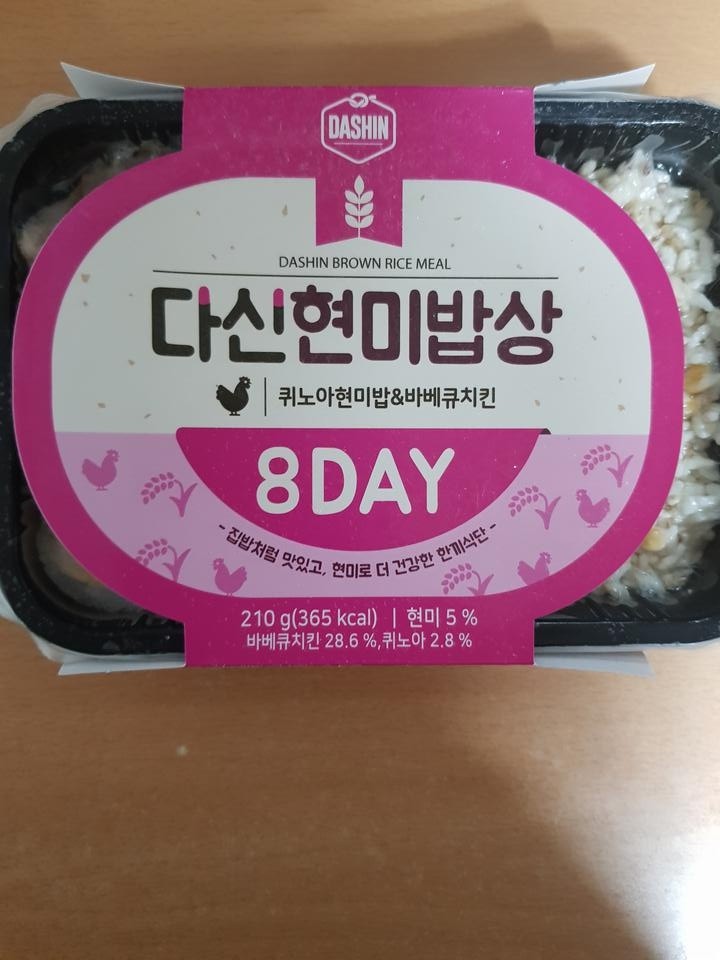 DASHIN
DASHIN BROWN RICE MEAL
다신현미밥상
퀴노아현미밥&바베큐치킨
8DAY
- 집밥처럼 맛있고, 현미로 더 건강한 한끼식단 -
210 g(365 kcal) | 현미 5 %
바베큐치킨 28.6 %,퀴노아 2.8 %